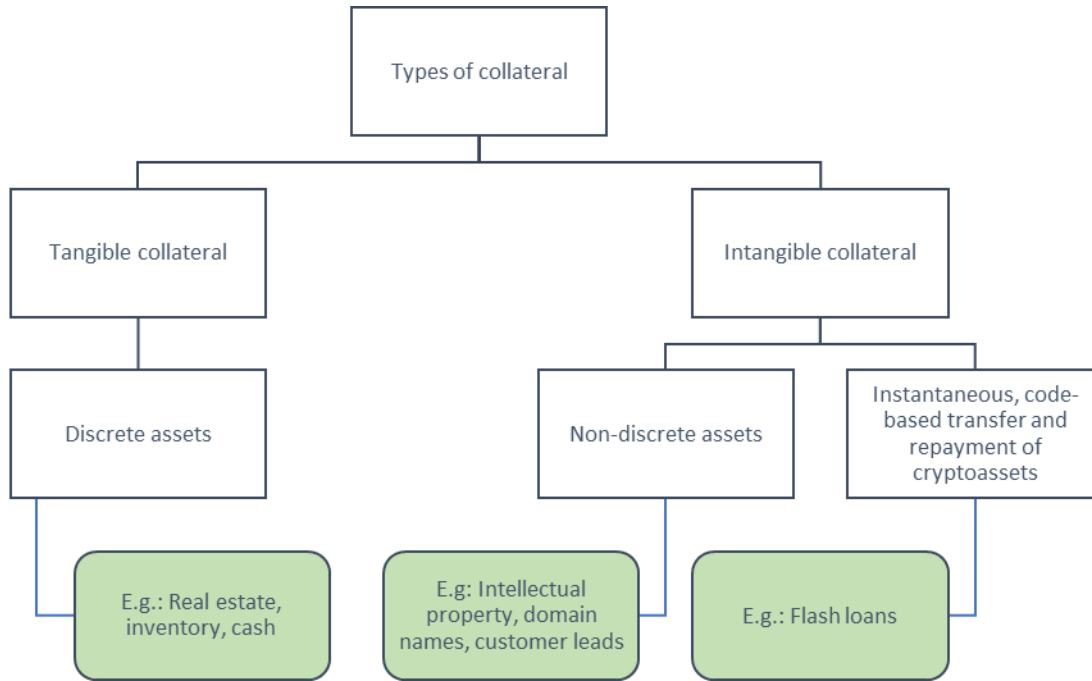 Types of collateral
Tangible collateral
Intangible collateral
Discrete assets
Non-discrete assets
Instantaneous, code-
based transfer and
repayment of
cryptoassets
E.g.: Real estate,
inventory, cash
E.g: Intellectual
property, domain
names, customer leads
E.g.: Flash loans